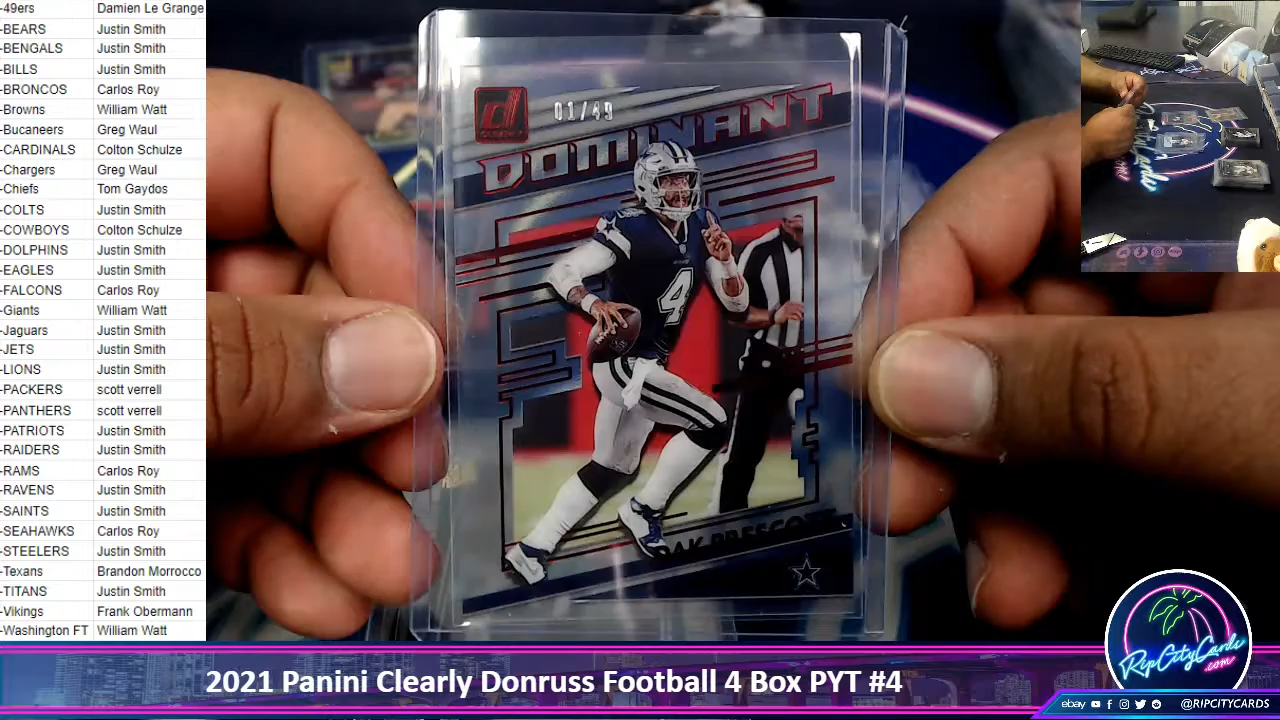 -49ers Damien Le Grange
-BEARS Justin Smith
-BENGALS Justin Smith
-BILLS Justin Smith
-BRONCOS Carlos Roy
-Browns William Watt
-Bucaneers Greg Waul
-CARDINALS Colton Schulze
-Chargers Greg Waul
-Chiefs Tom Gaydos
-COLTS Justin Smith
-COWBOYS Colton Schulze
-DOLPHINS Justin Smith
-EAGLES Justin Smith
-FALCONS Carlos Roy
-Giants William Watt
-Jaguars Justin Smith
-JETS Justin Smith
-LIONS Justin Smith
-PACKERS scott verrell
-PANTHERS scott verrell
-PATRIOTS Justin Smith
-RAIDERS Justin Smith
-RAMS Carlos Roy
-RAVENS Justin Smith
-SAINTS Justin Smith
-SEAHAWKS Carlos Roy
-STEELERS Justin Smith
-Texans Brandon Morrocco
-TITANS Justin Smith
-Vikings Frank Obermann
-Washington FT William Watt
01/49
DOMINANT
4
DAK PRESCOTT
RipCityCards
.com
2021 Panini Clearly Donruss Football 4 Box PYT #4
ebay
@RIPCITYCARDS